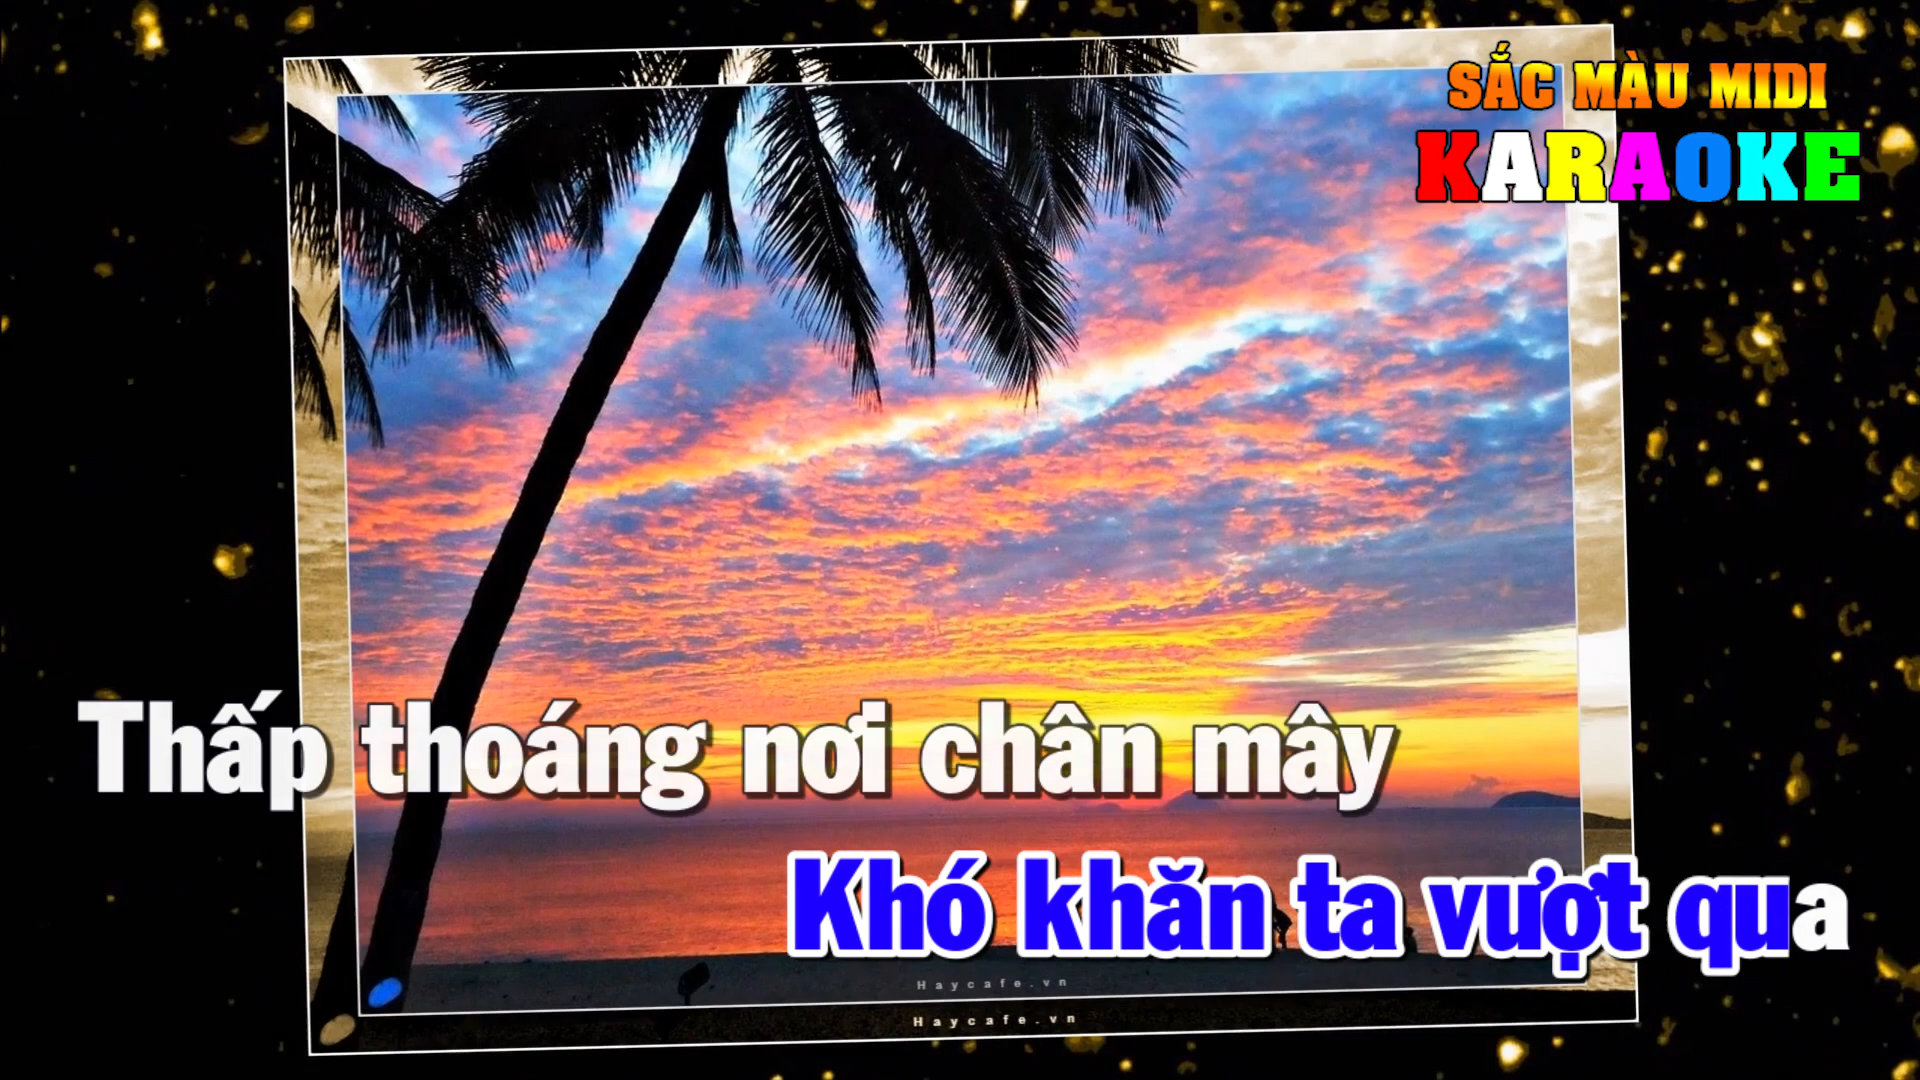 SẮC MÀU MIDI
KARAOKE
Thấp thoáng nơi chân mây
Khó khăn ta vượt qua
Haycafe.vn
Haycafe.vn